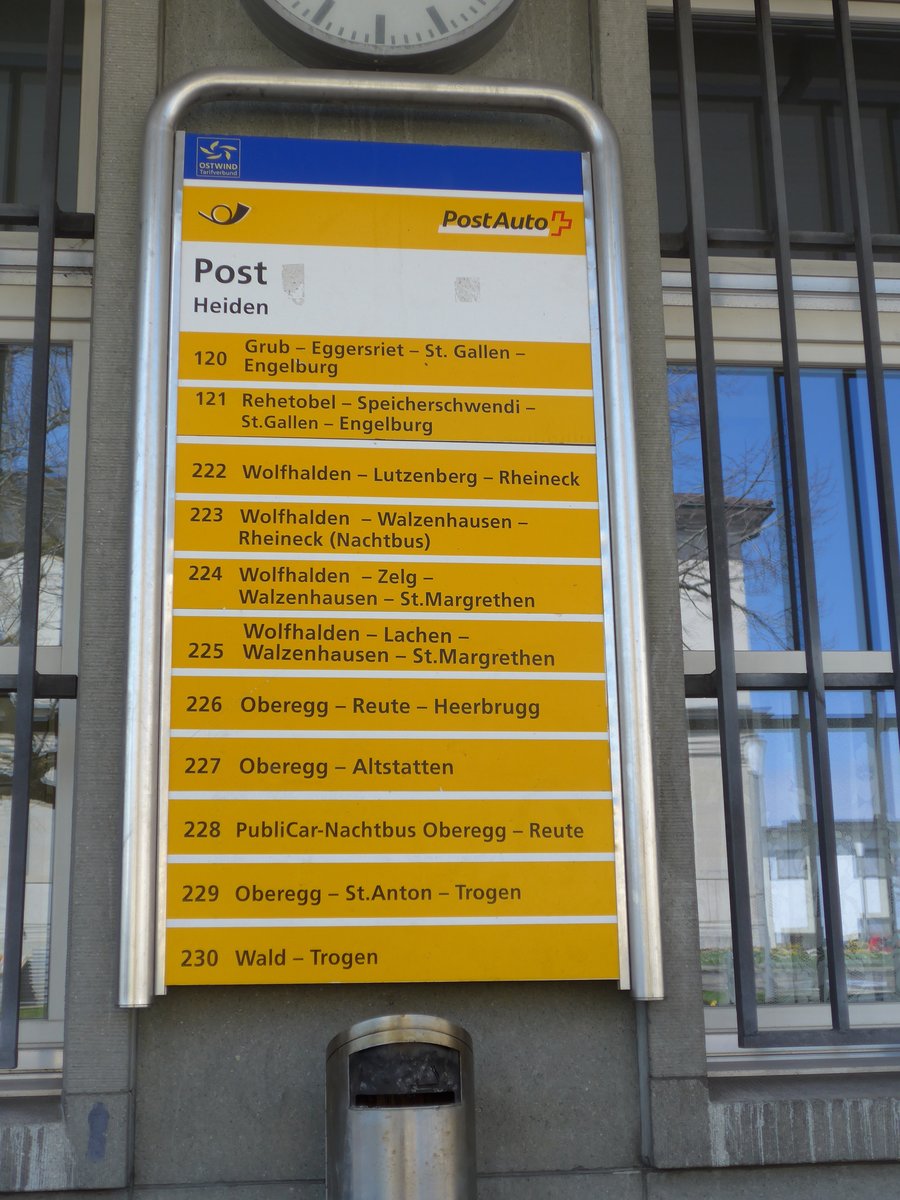 OSTWIND
Tarifverbund
PostAuto
Post
Heiden
120 Grub – Eggersriet – St. Gallen –
Engelburg
121 Rehetobel – Speicherschwendi –
St.Gallen – Engelburg
222 Wolfhalden – Lutzenberg – Rheineck
223 Wolfhalden – Walzenhausen –
Rheineck (Nachtbus)
224 Wolfhalden – Zelg –
Walzenhausen – St.Margrethen
Wolfhalden – Lachen –
225 Walzenhausen – St.Margrethen
226 Oberegg – Reute – Heerbrugg
227 Oberegg – Altstatten
228 PubliCar-Nachtbus Oberegg – Reute
229 Oberegg – St.Anton – Trogen
230 Wald – Trogen